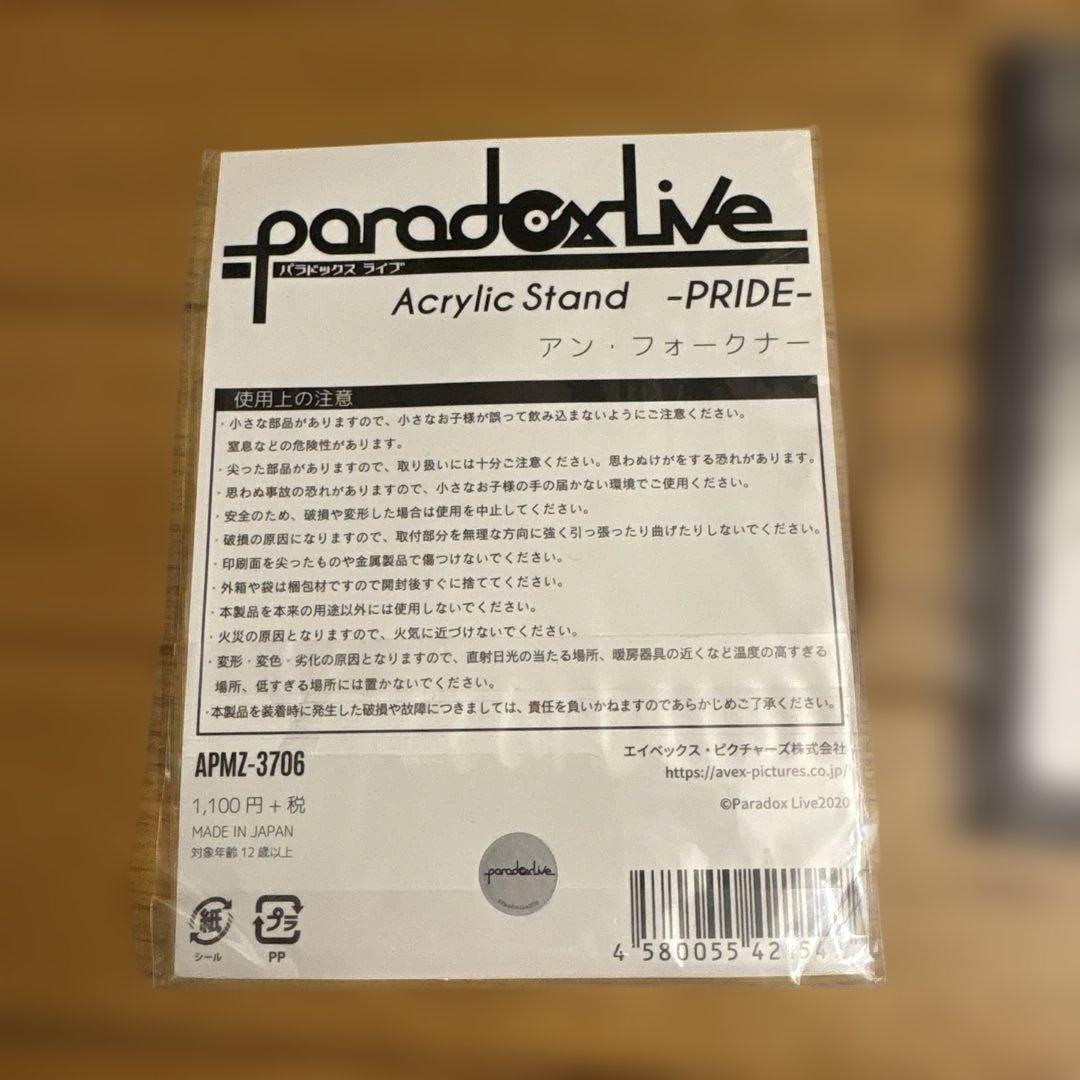 paradox Live
パラドックス ライブ
Acrylic Stand -PRIDE-
アン・フォークナー
使用上の注意
・小さな部品がありますので、小さなお子様が誤って飲み込まないようにご注意ください。
窒息などの危険性があります。
・尖った部品がありますので、取り扱いには十分ご注意ください。思わぬけがをする恐れがあります。
・思わぬ事故の恐れがありますので、小さなお子様の手の届かない環境でご使用ください。
・安全のため、破損や変形した場合は使用を中止してください。
・破損の原因になりますので、取付部分を無理な方向に強く引っ張ったり曲げたりしないでください。
・印刷面を尖ったものや金属製品で傷つけないでください。
・外箱や袋は梱包材ですので開封後すぐに捨ててください。
・本製品を本来の用途以外には使用しないでください。
・火災の原因となりますので、火気に近づけないでください。
・変形・変色・劣化の原因となりますので、直射日光の当たる場所、暖房器具の近くなど温度の高すぎる
場所、低すぎる場所には置かないでください。
・本製品を装着時に発生した破損や故障につきましては、責任を負いかねますのであらかじめご了承ください。
APMZ-3706
エイベックス・ピクチャーズ株式会社
https://avex-pictures.co.jp/
1,100円+税
©Paradox Live2020
MADE IN JAPAN
対象年齢12歳以上
paradox Live
紙
プラ
シール
PP
4 580055 42